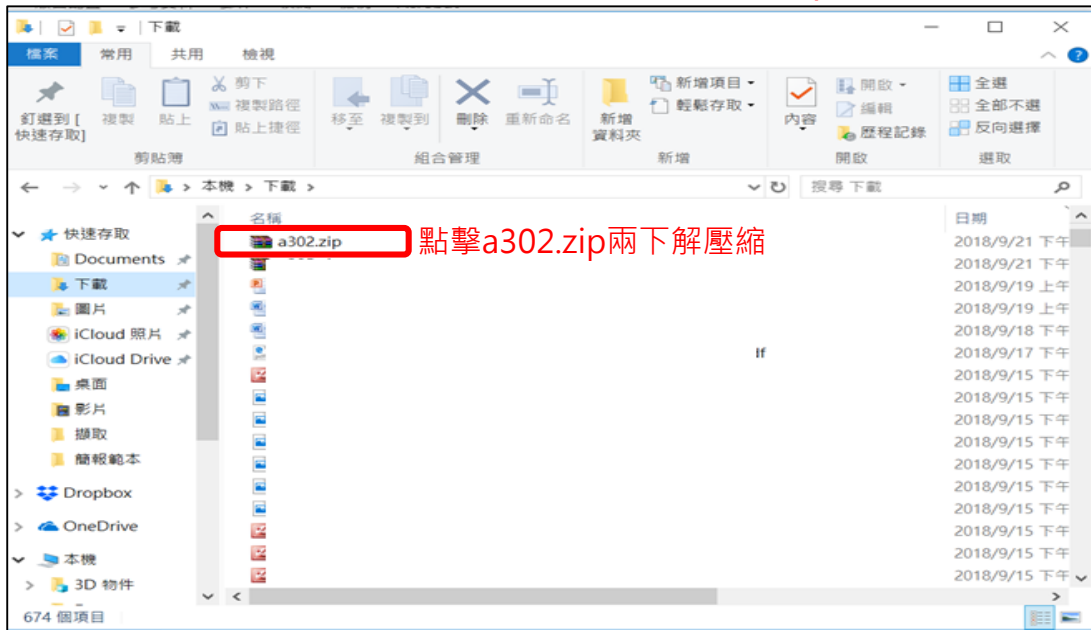 下載
檔案 常用 共用 檢視
釘選到 [快速存取]
複製
貼上
剪下
複製路徑
貼上捷徑
剪貼簿
移至
複製到
刪除
重新命名
組合管理
新增資料夾
新增項目
輕鬆存取
新增
內容
開啟
編輯
歷程記錄
開啟
全選
全部不選
反向選擇
選取
本機 > 下載 >
搜尋 下載
快速存取
Documents
下載
圖片
iCloud 照片
iCloud Drive
桌面
影片
擷取
簡報範本
Dropbox
OneDrive
本機
3D 物件
名稱
日期
a302.zip
點擊a302.zip兩下解壓縮
2018/9/21 下午
2018/9/21 下午
2018/9/19 上午
2018/9/19 上午
2018/9/18 下午
If
2018/9/17 下午
2018/9/15 下午
2018/9/15 下午
2018/9/15 下午
2018/9/15 下午
2018/9/15 下午
2018/9/15 下午
2018/9/15 下午
2018/9/15 下午
2018/9/15 下午
2018/9/15 下午
674 個項目